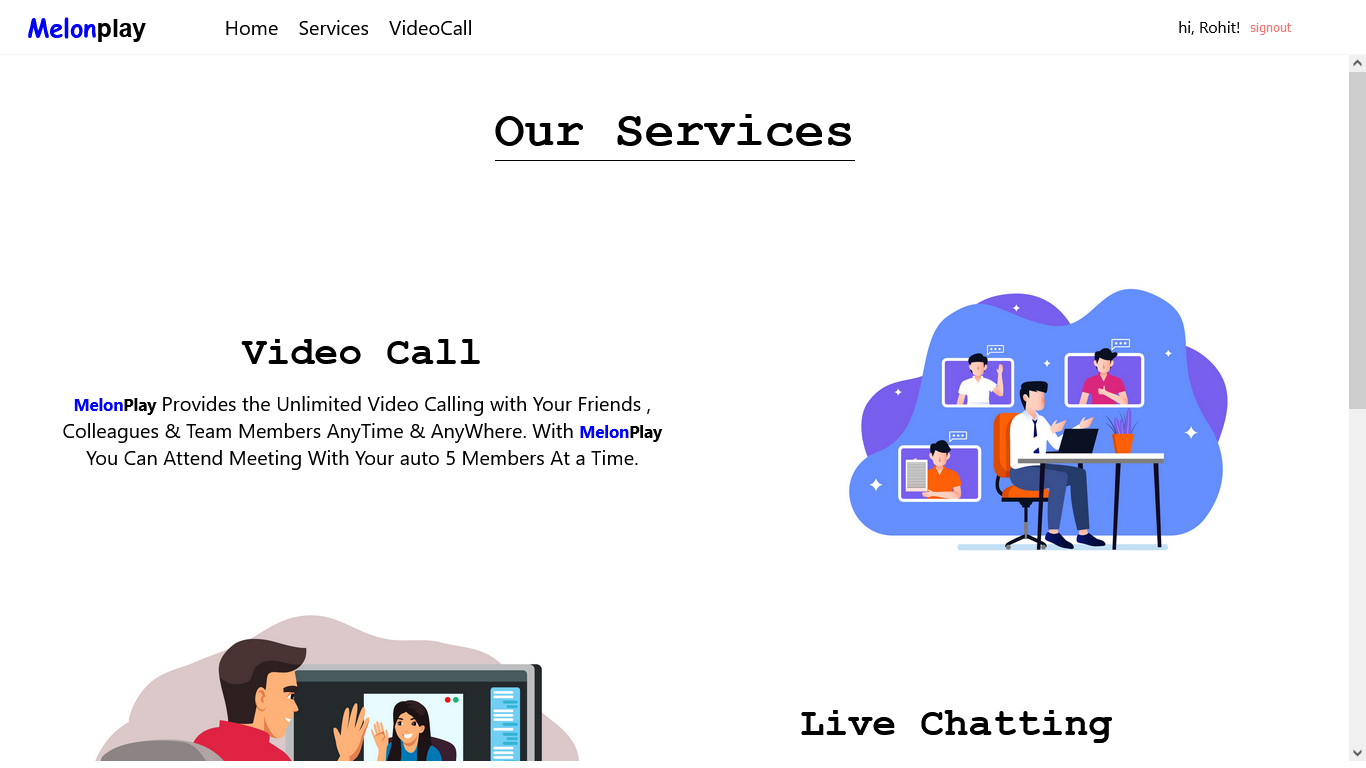 Melonplay Home Services VideoCall hi, Rohit! signout
Our Services
Video Call
MelonPlay Provides the Unlimited Video Calling with Your Friends ,
Colleagues & Team Members AnyTime & AnyWhere. With MelonPlay
You Can Attend Meeting With Your auto 5 Members At a Time.
Live Chatting